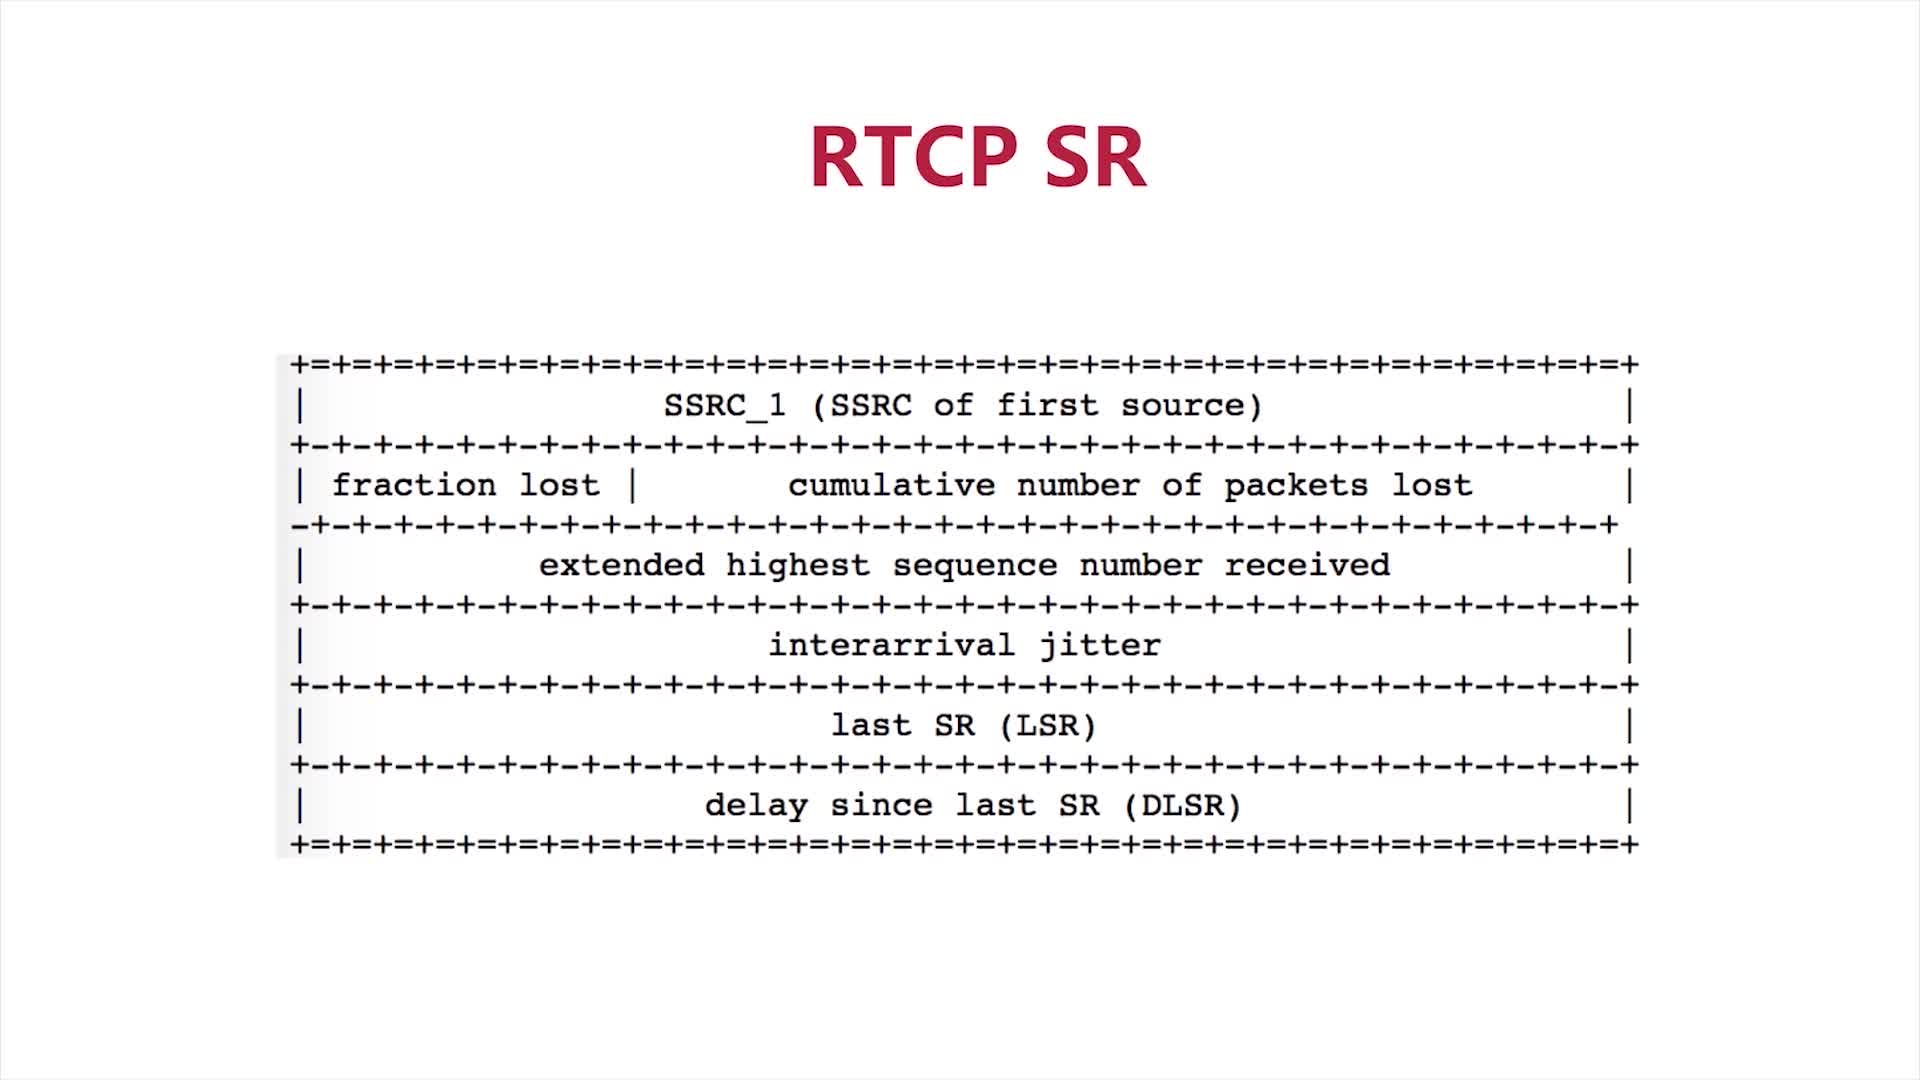 RTCP SR
+=+=+=+=+=+=+=+=+=+=+=+=+=+=+=+=+=+=+=+=+=+=+=+=+=+=+=+=+=+=+=+=+
| SSRC_1 (SSRC of first source) |
+-+-+-+-+-+-+-+-+-+-+-+-+-+-+-+-+-+-+-+-+-+-+-+-+-+-+-+-+-+-+-+-+
| fraction lost | cumulative number of packets lost |
-+-+-+-+-+-+-+-+-+-+-+-+-+-+-+-+-+-+-+-+-+-+-+-+-+-+-+-+-+-+-+-+
| extended highest sequence number received |
+-+-+-+-+-+-+-+-+-+-+-+-+-+-+-+-+-+-+-+-+-+-+-+-+-+-+-+-+-+-+-+-+
| interarrival jitter |
+-+-+-+-+-+-+-+-+-+-+-+-+-+-+-+-+-+-+-+-+-+-+-+-+-+-+-+-+-+-+-+-+
| last SR (LSR) |
+-+-+-+-+-+-+-+-+-+-+-+-+-+-+-+-+-+-+-+-+-+-+-+-+-+-+-+-+-+-+-+-+
| delay since last SR (DLSR) |
+=+=+=+=+=+=+=+=+=+=+=+=+=+=+=+=+=+=+=+=+=+=+=+=+=+=+=+=+=+=+=+=+